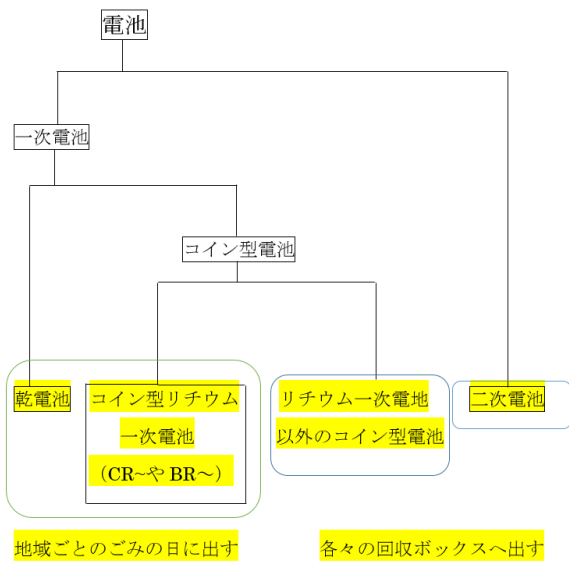 電池
一次電池
コイン型電池
乾電池
コイン型リチウム
一次電池
（CR~や BR～）
リチウム一次電地
以外のコイン型電池
二次電池
地域ごとのごみの日に出す
各々の回収ボックスへ出す